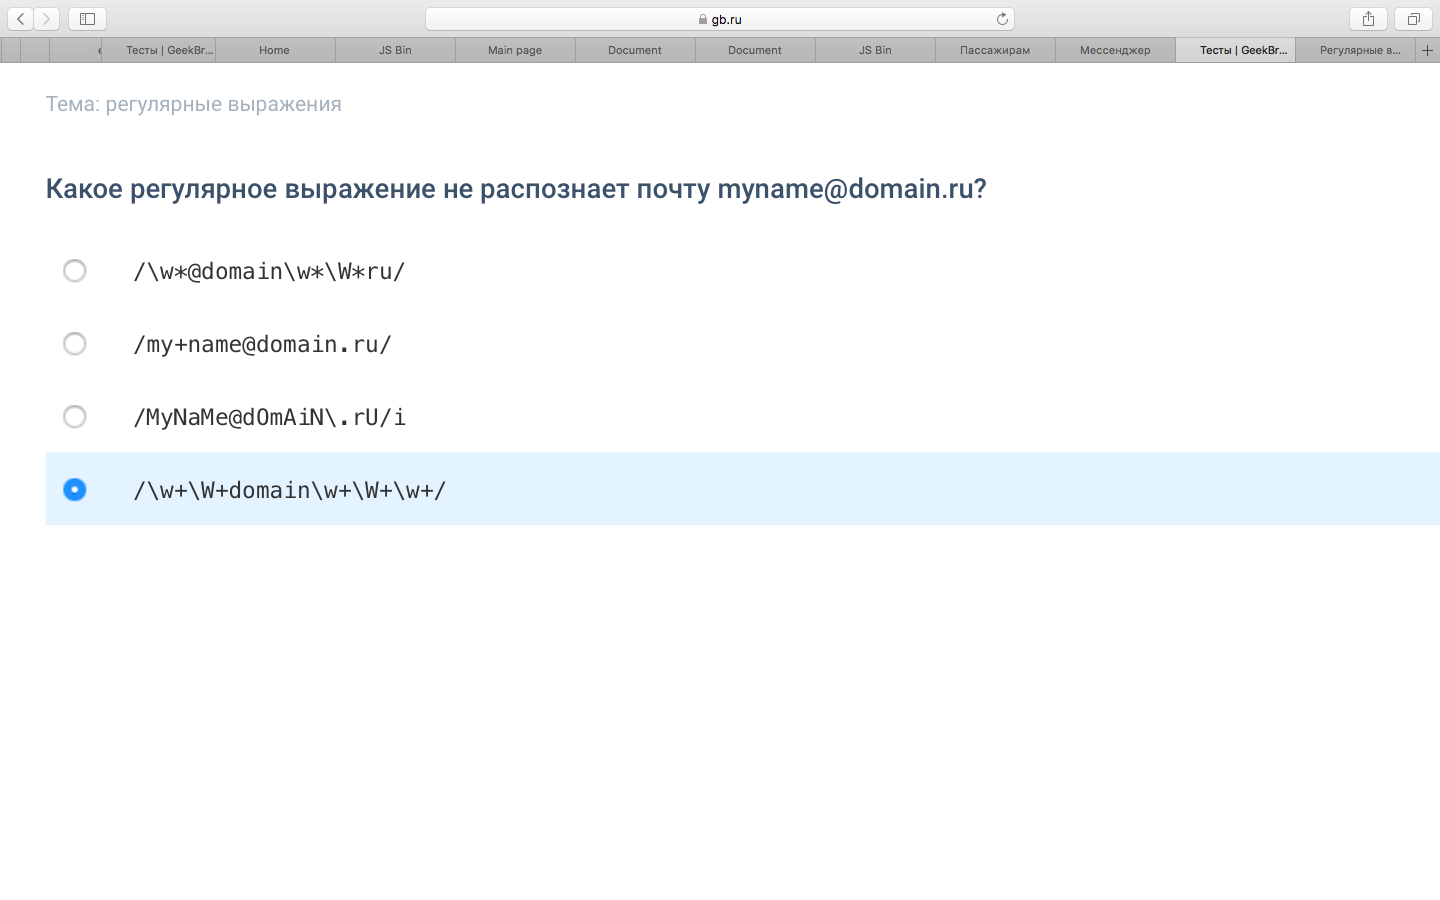 gb.ru
Тесты | GeekBr...
Home
JS Bin
Main page
Document
Document
JS Bin
Пассажирам
Мессенджер
Тесты | GeekBr...
Регулярные в...
Тема: регулярные выражения
Какое регулярное выражение не распознает почту myname@domain.ru?
/\w*@domain\w*\W*ru/
/my+name@domain.ru/
/MyNaMe@dOmAiN\.rU/i
/\w+\W+domain\w+\W+\w+/